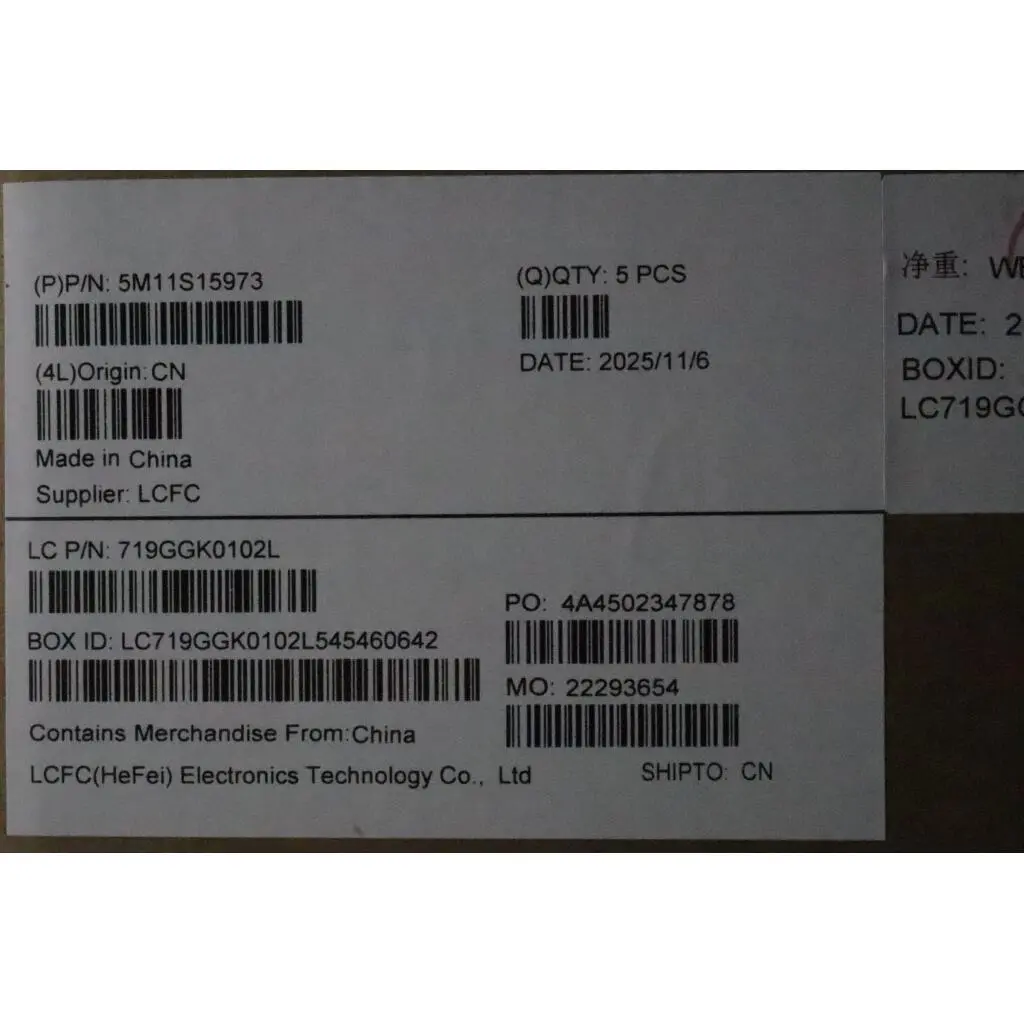 (P)P/N: 5M11S15973
(Q)QTY: 5 PCS
(4L)Origin:CN
DATE: 2025/11/6
Made in China
Supplier: LCFC
LC P/N: 719GGK0102L
PO: 4A4502347878
BOX ID: LC719GGK0102L545460642
MO: 22293654
Contains Merchandise From:China
LCFC(HeFei) Electronics Technology Co., Ltd
SHIPTO: CN
净重:
DATE: 2
BOXID:
LC719G